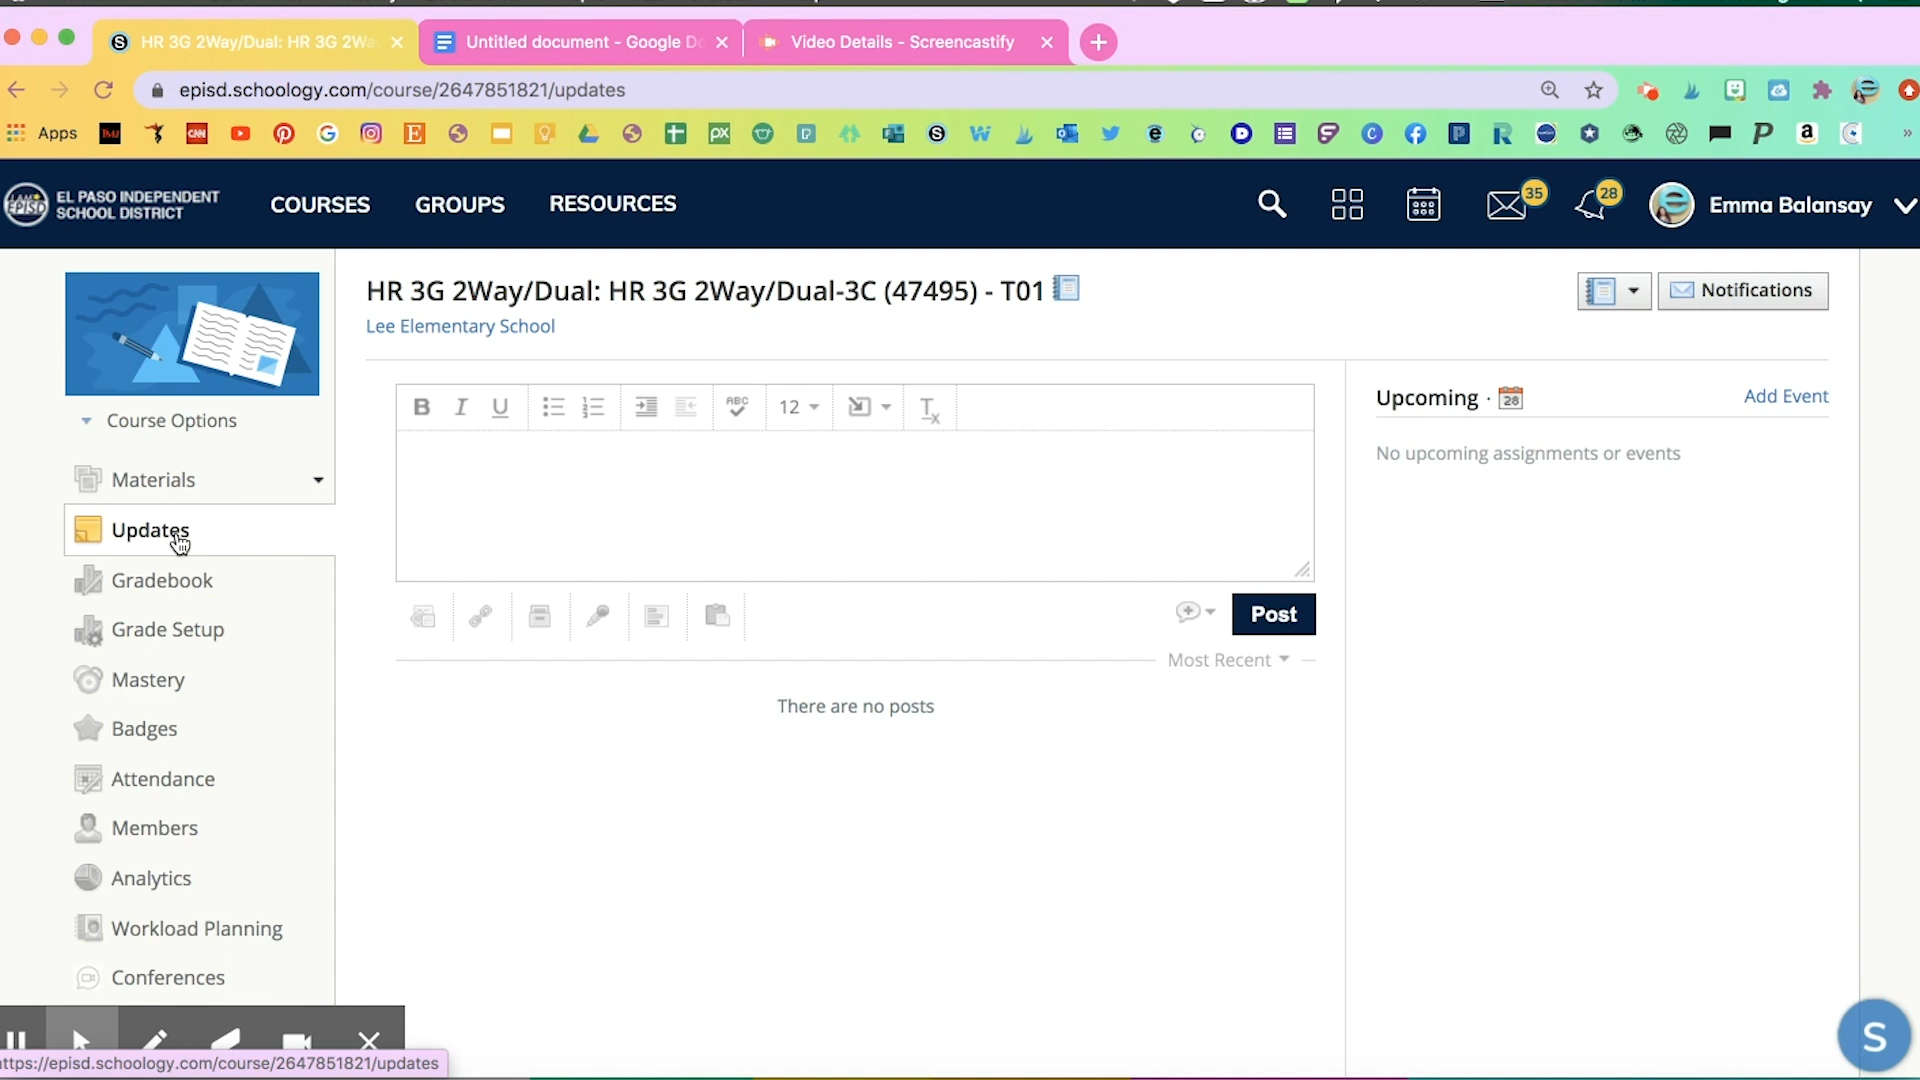 HR 3G 2Way/Dual: HR 3G 2Wa
Untitled document - Google Do
Video Details - Screencastify
episd.schoology.com/course/2647851821/updates
Apps
EL PASO INDEPENDENT
SCHOOL DISTRICT
COURSES
GROUPS
RESOURCES
35
28
Emma Balansay
HR 3G 2Way/Dual: HR 3G 2Way/Dual-3C (47495) - T01
Lee Elementary School
Notifications
Course Options
Materials
Updates
Gradebook
Grade Setup
Mastery
Badges
Attendance
Members
Analytics
Workload Planning
Conferences
B I U
ABC
12
Tx
Post
Most Recent
There are no posts
Upcoming · 28
Add Event
No upcoming assignments or events
S
ttps://episd.schoology.com/course/2647851821/updates